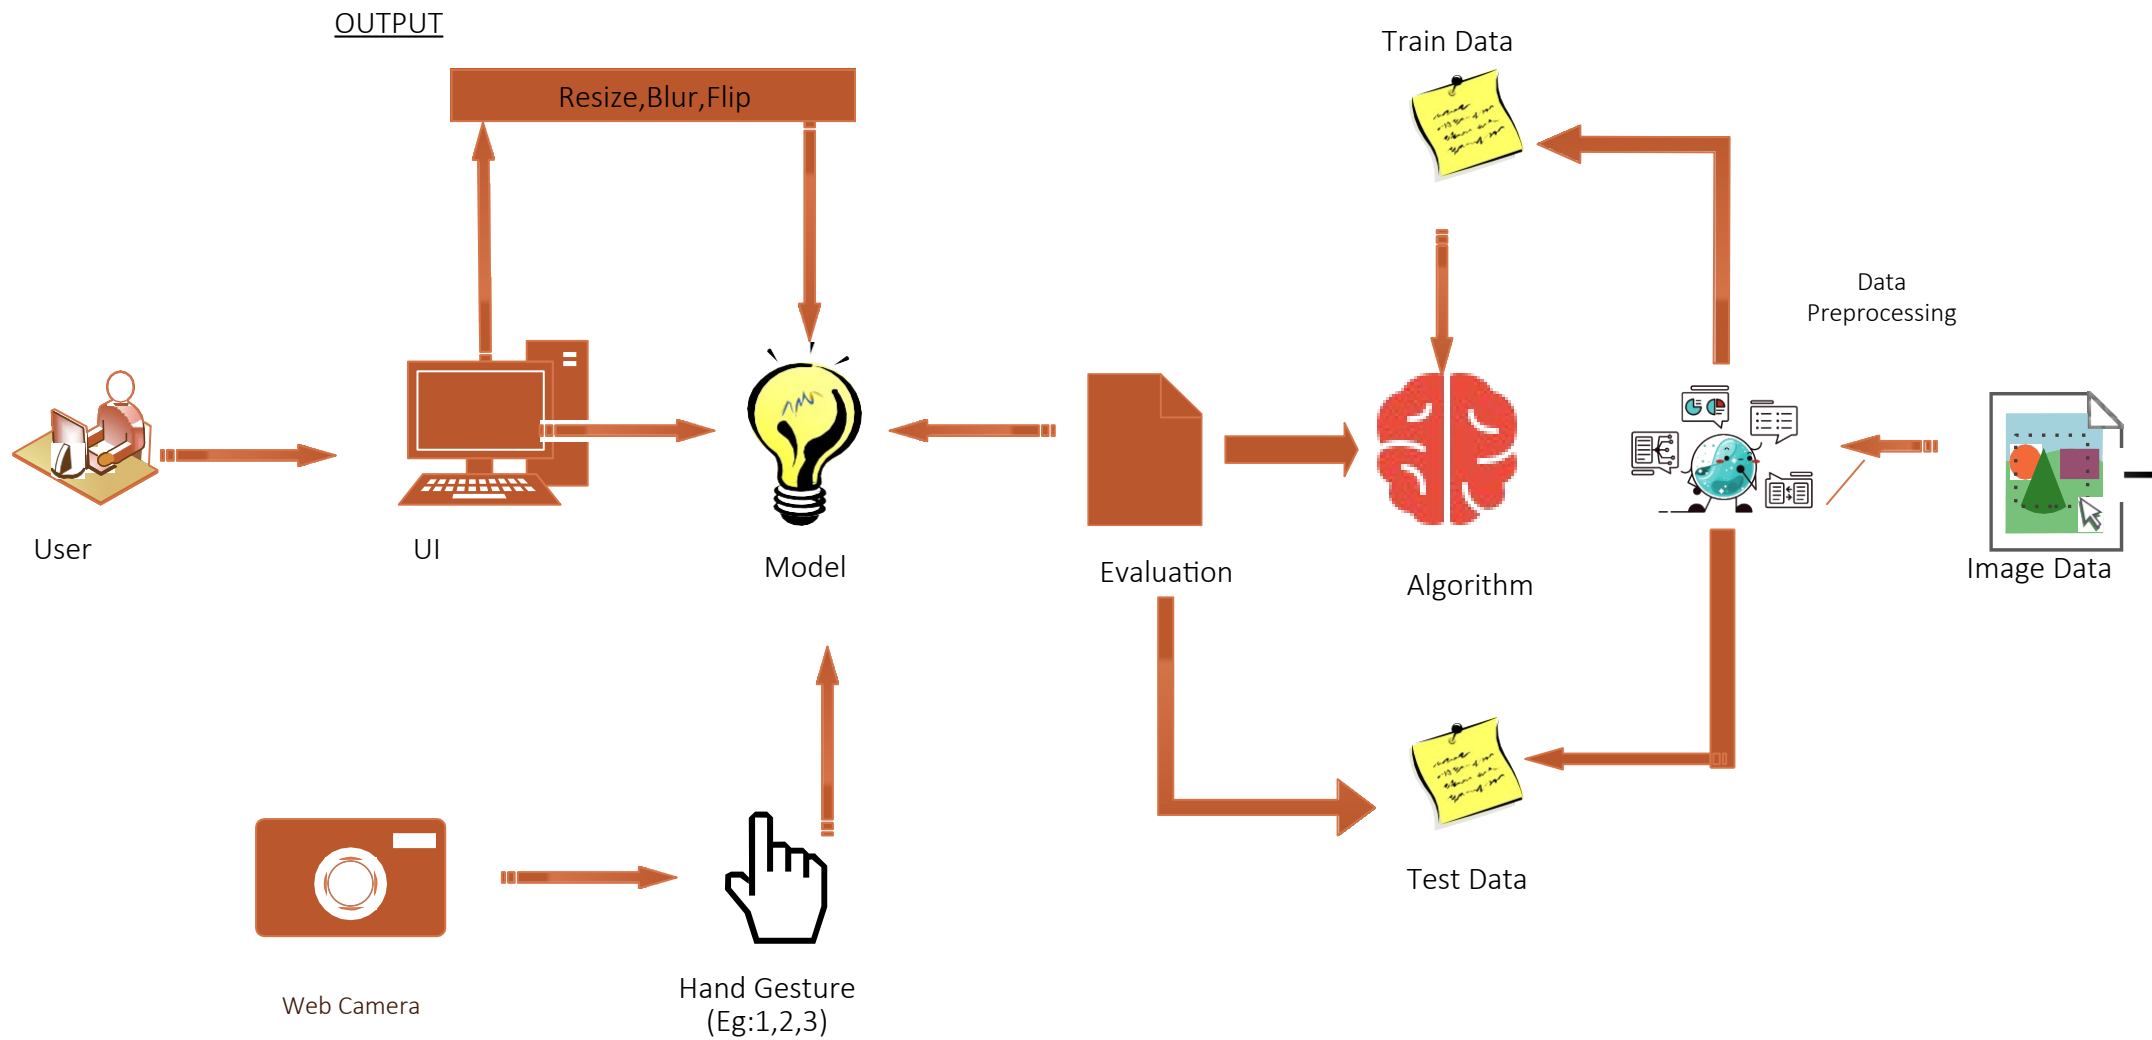 OUTPUT
Train Data
Resize,Blur,Flip
Data
Preprocessing
User
UI
Model
Evaluation
Algorithm
Image Data
Test Data
Web Camera
Hand Gesture
(Eg:1,2,3)